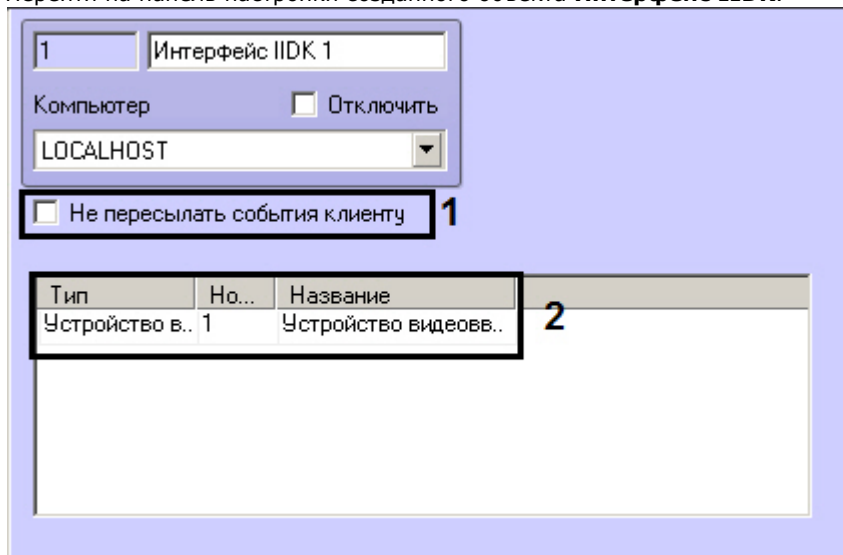 Перейти на панель настройки созданного объекта Интерфейс IIDK.
1 Интерфейс IIDK 1
Компьютер Отключить
LOCALHOST
Не пересылать события клиенту 1
Тип Но... Название
Устройство в.. 1 Устройство видеовв..
2